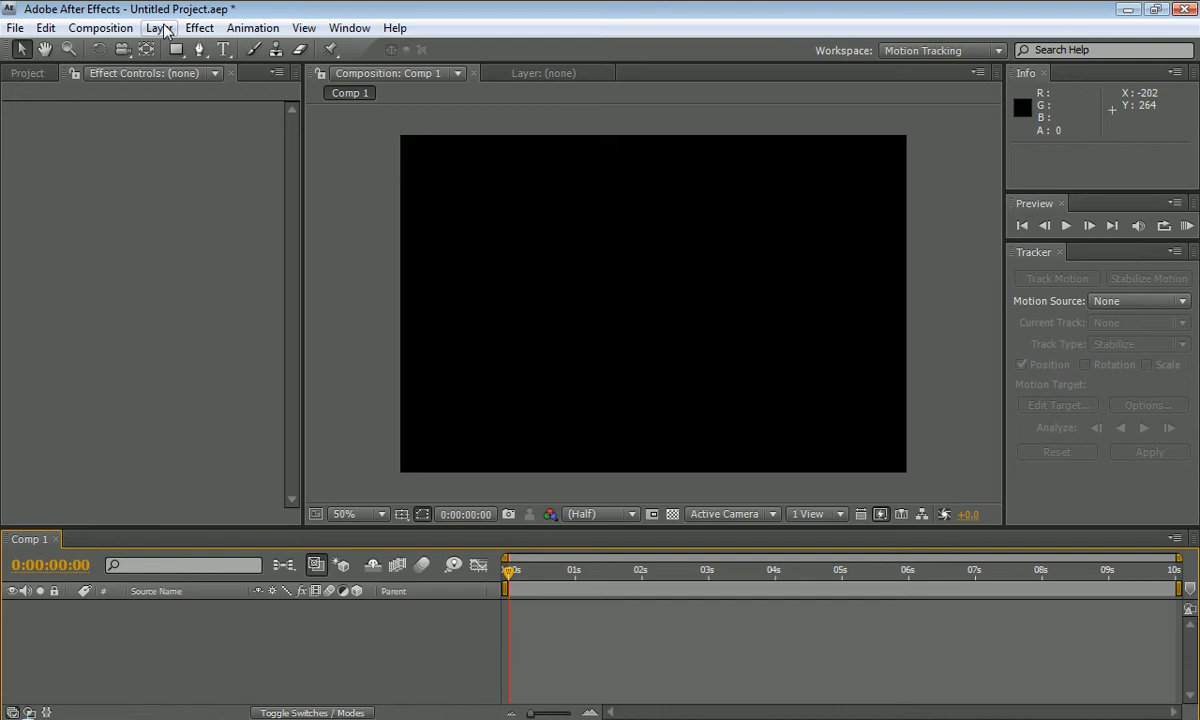 Adobe After Effects - Untitled Project.aep *
File Edit Composition Layer Effect Animation View Window Help
Workspace: Motion Tracking Search Help
Project Effect Controls: (none) Composition: Comp 1 Layer: (none) Info
Comp 1
R :
G :
B :
A : 0
X : -202
Y : 264
Preview
Tracker
Track Motion Stabilize Motion
Motion Source: None
Current Track: None
Track Type: Stabilize
Position Rotation Scale
Motion Target:
Edit Target... Options...
Analyze:
Reset Apply
50% 0:00:00:00 (Half) Active Camera 1 View +0.0
Comp 1
0:00:00:00
01s 02s 03s 04s 05s 06s 07s 08s 09s 10s
# Source Name fx Parent
Toggle Switches / Modes